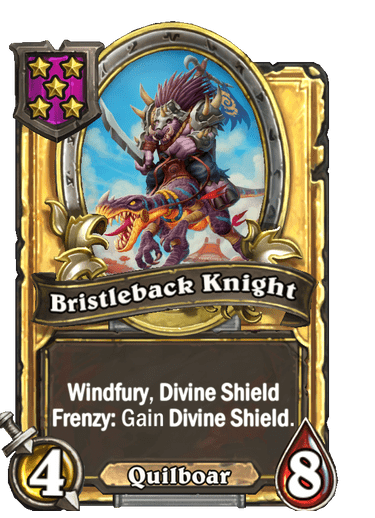 Bristleback Knight
Windfury, Divine Shield
Frenzy: Gain Divine Shield.
4
Quilboar
8